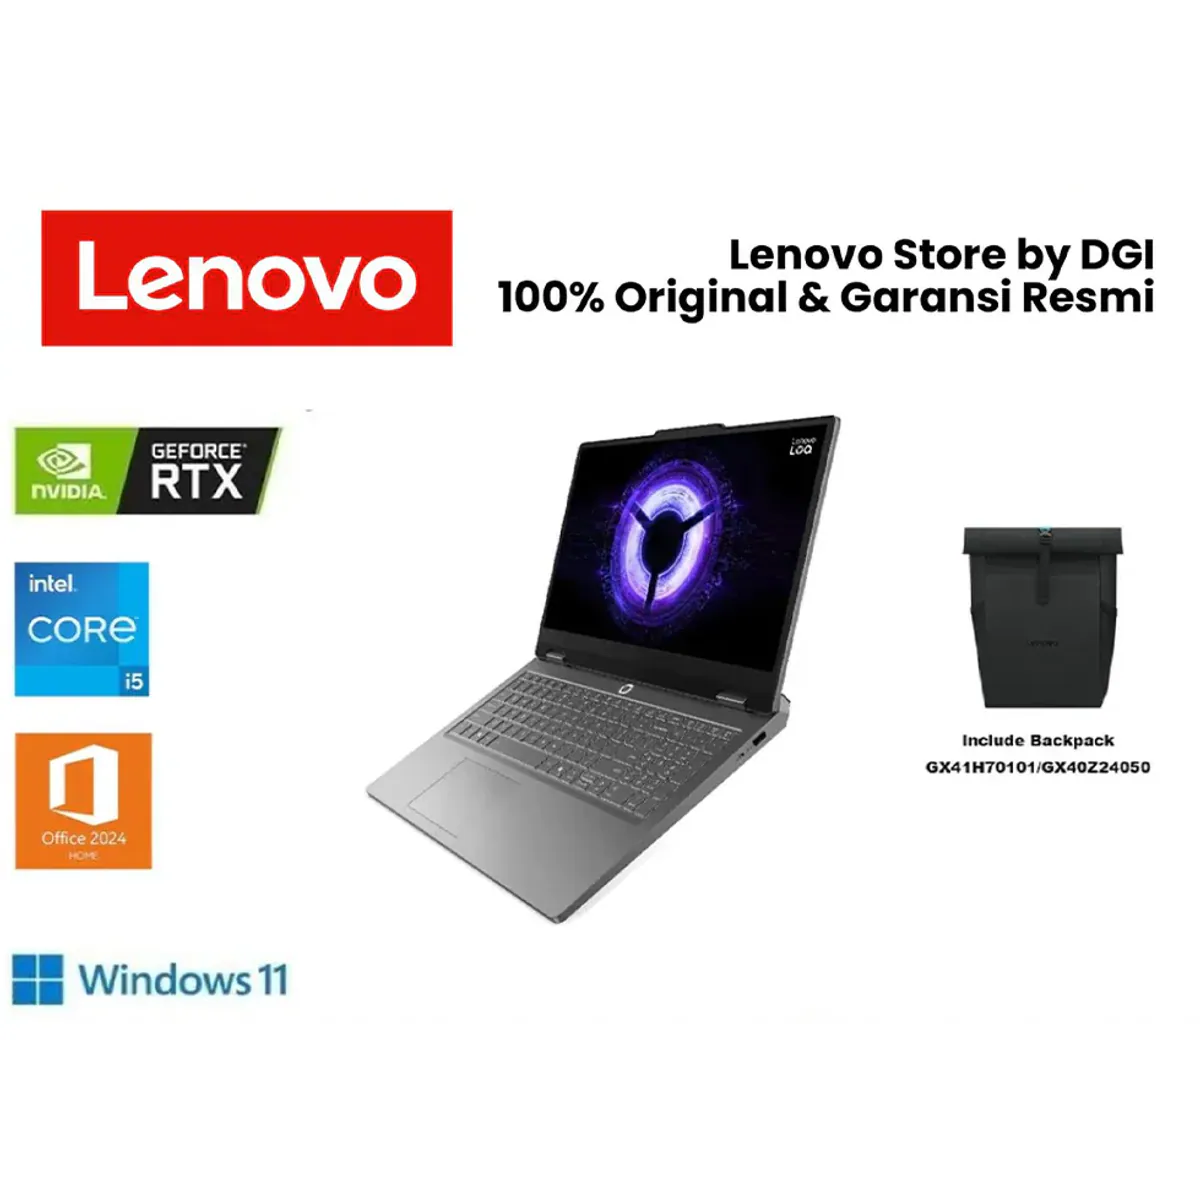 Lenovo
Lenovo Store by DGI
100% Original & Garansi Resmi
NVIDIA.
GEFORCE
RTX
intel.
CORE
i5
Office 2024
HOME
Windows 11
Lenovo
LOQ
LENOVO
Include Backpack
GX41H70101/GX40Z24050